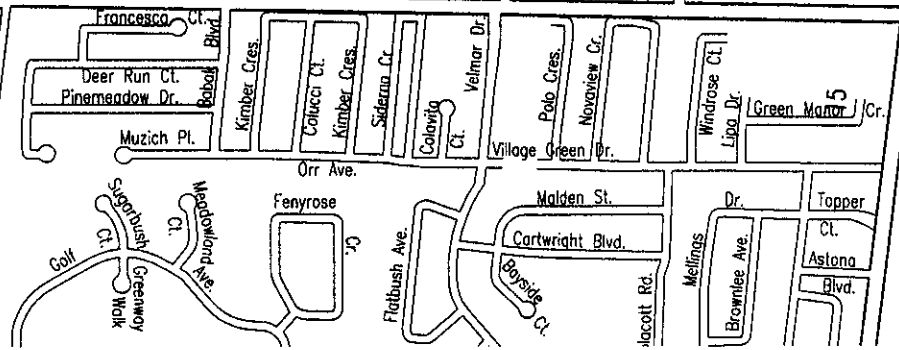 Francesca Ct.
Babak Blvd.
Deer Run Ct.
Pinemeadow Dr.
Muzich Pl.
Kimber Cres.
Colucci Ct.
Kimber Cres.
Siderno Cr.
Calavita Ct.
Velmar Dr.
Polo Cres.
Novaview Cr.
Windrose Ct.
Lipa Dr.
Green Manor Cr.
5
Village Green Dr.
Orr Ave.
Sugarbush Ct.
Meadowland Ct.
Golf Ave.
Greenway Walk
Fenyrose Cr.
Flatbush Ave.
Malden St.
Cartwright Blvd.
Bayside Ct.
Rd.
Mellings Dr.
Brownlee Ave.
Topper Ct.
Astona Blvd.